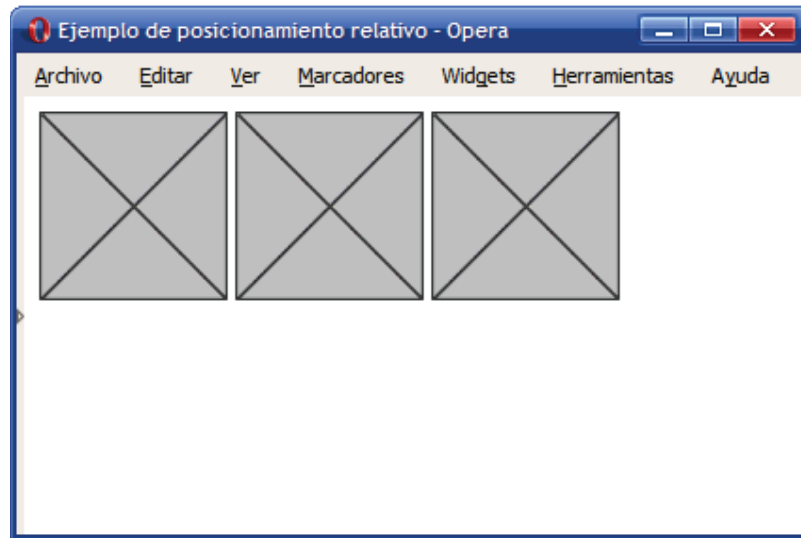 Ejemplo de posicionamiento relativo - Opera
Archivo Editar Ver Marcadores Widgets Herramientas Ayuda